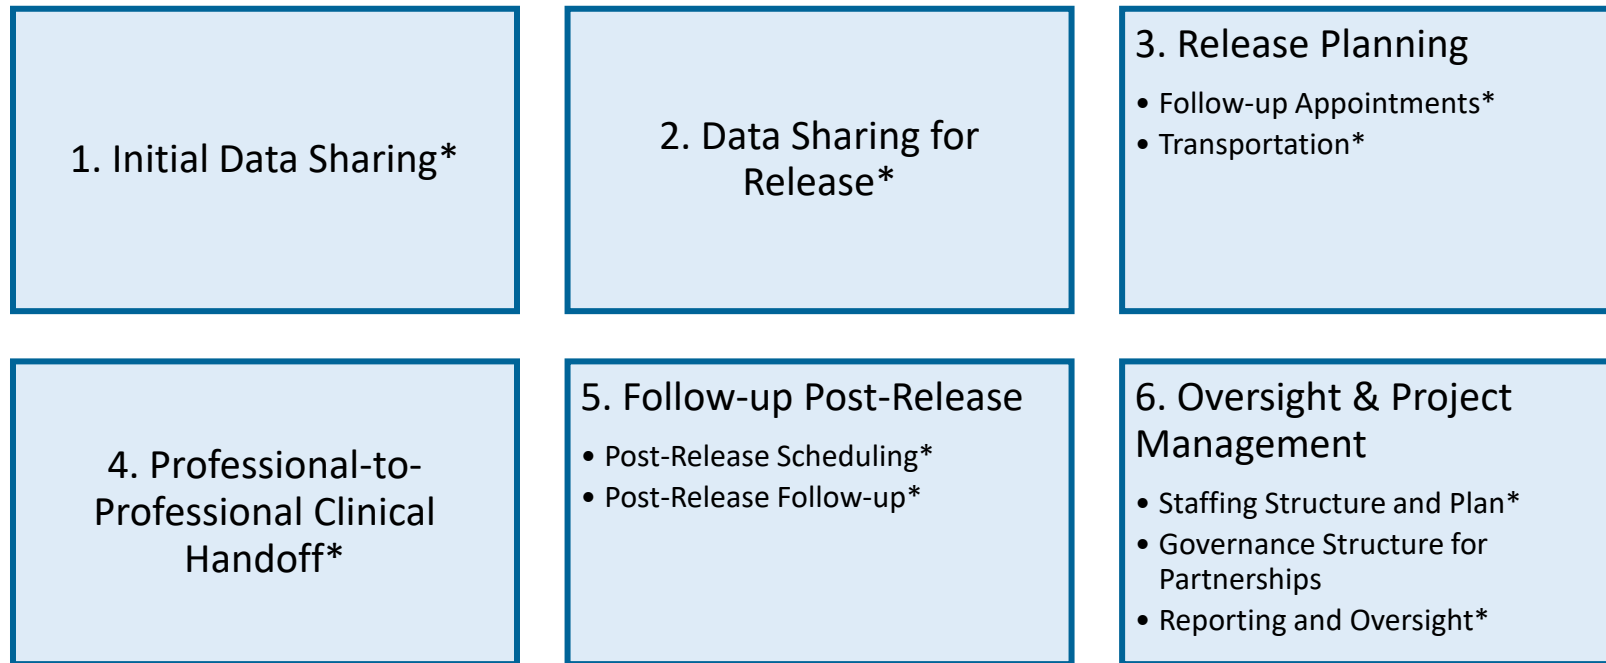 1. Initial Data Sharing*
2. Data Sharing for
Release*
3. Release Planning
• Follow-up Appointments*
• Transportation*
4. Professional-to-
Professional Clinical
Handoff*
5. Follow-up Post-Release
• Post-Release Scheduling*
• Post-Release Follow-up*
6. Oversight & Project
Management
• Staffing Structure and Plan*
• Governance Structure for
Partnerships
• Reporting and Oversight*